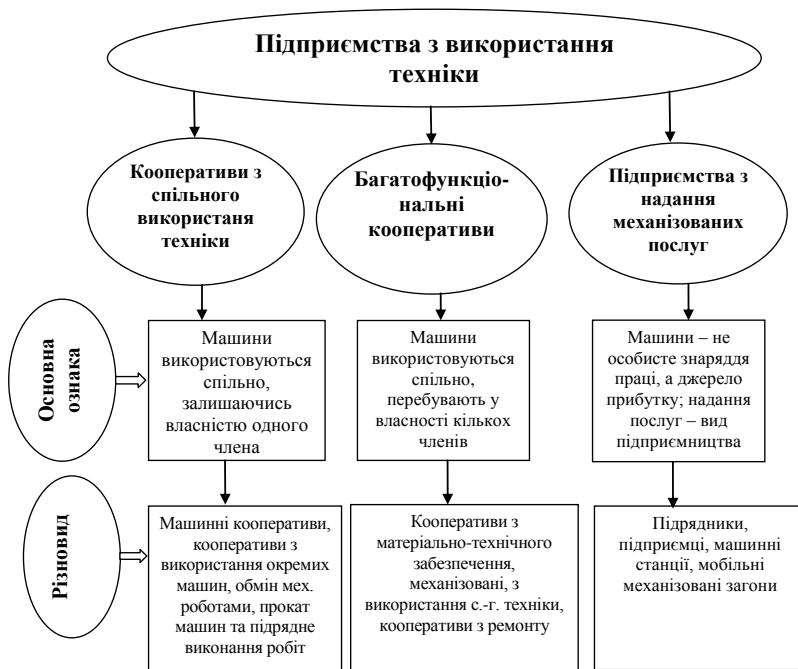 Підприємства з використання
техніки
Кооперативи з
спільного
використаня
техніки
Багатофункціо-
нальні
кооперативи
Підприємства з
надання
механізованих
послуг
Основна
ознака
Машини
використовуються
спільно,
залишаючись
власністю одного
члена
Машини
використовуються
спільно,
перебувають у
власності кількох
членів
Машини – не
особисте знаряддя
праці, а джерело
прибутку; надання
послуг – вид
підприємництва
Різновид
Машинні кооперативи,
кооперативи з
використання окремих
машин, обмін мех.
роботами, прокат
машин та підрядне
виконання робіт
Кооперативи з
матеріально-технічного
забезпечення,
механізовані, з
використання с.-г. техніки,
кооперативи з ремонту
Підрядники,
підприємці, машинні
станції, мобільні
механізовані загони